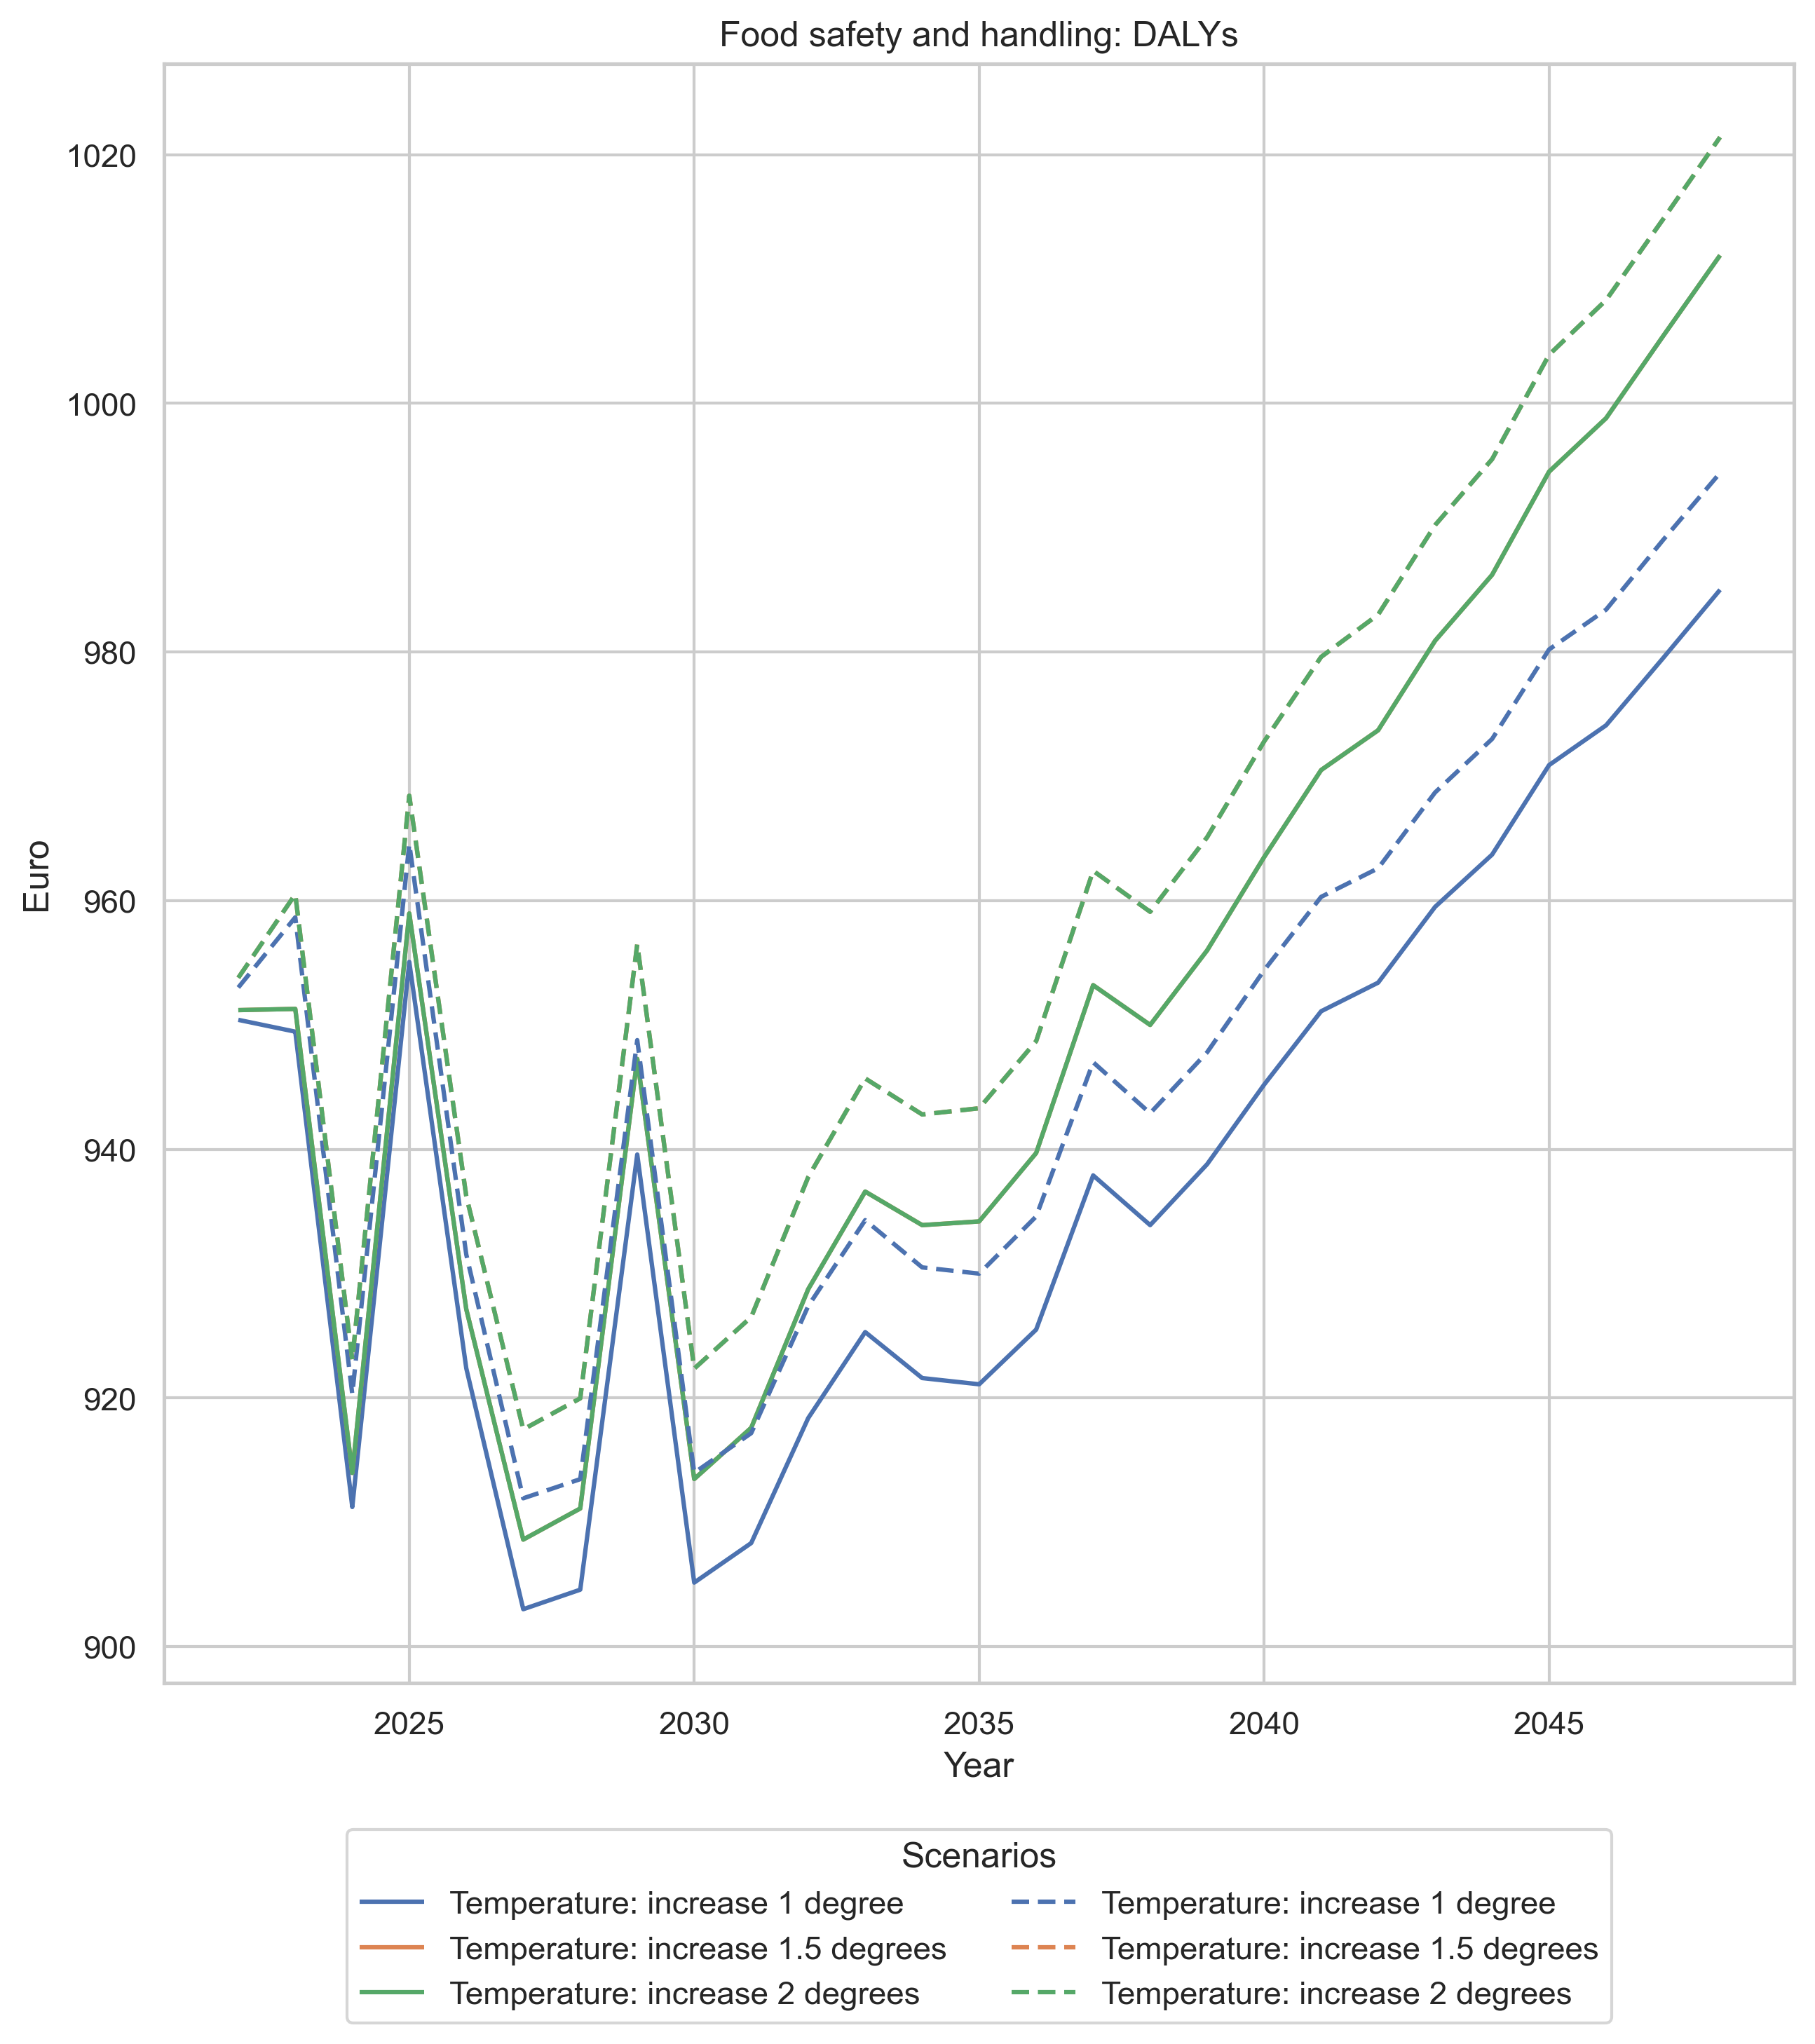 Food safety and handling: DALYs
1020
1000
980
960
940
920
900
Euro
2025 2030 2035 2040 2045
Year
Scenarios
Temperature: increase 1 degree Temperature: increase 1 degree
Temperature: increase 1.5 degrees Temperature: increase 1.5 degrees
Temperature: increase 2 degrees Temperature: increase 2 degrees